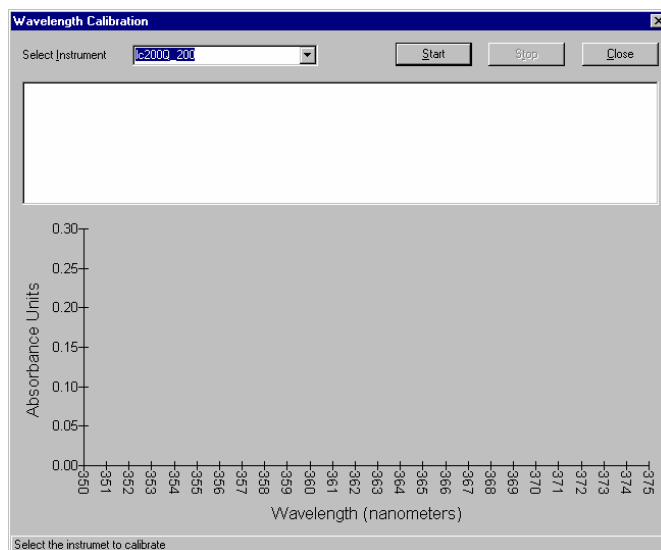 Wavelength Calibration
Select Instrument lc200Q_200 Start Stop Close
0.30
0.25
0.20
0.15
0.10
0.05
0.00
Absorbance Units
350 351 352 353 354 355 356 357 358 359 360 361 362 363 364 365 366 367 368 369 370 371 372 373 374 375
Wavelength (nanometers)
Select the instrumet to calibrate